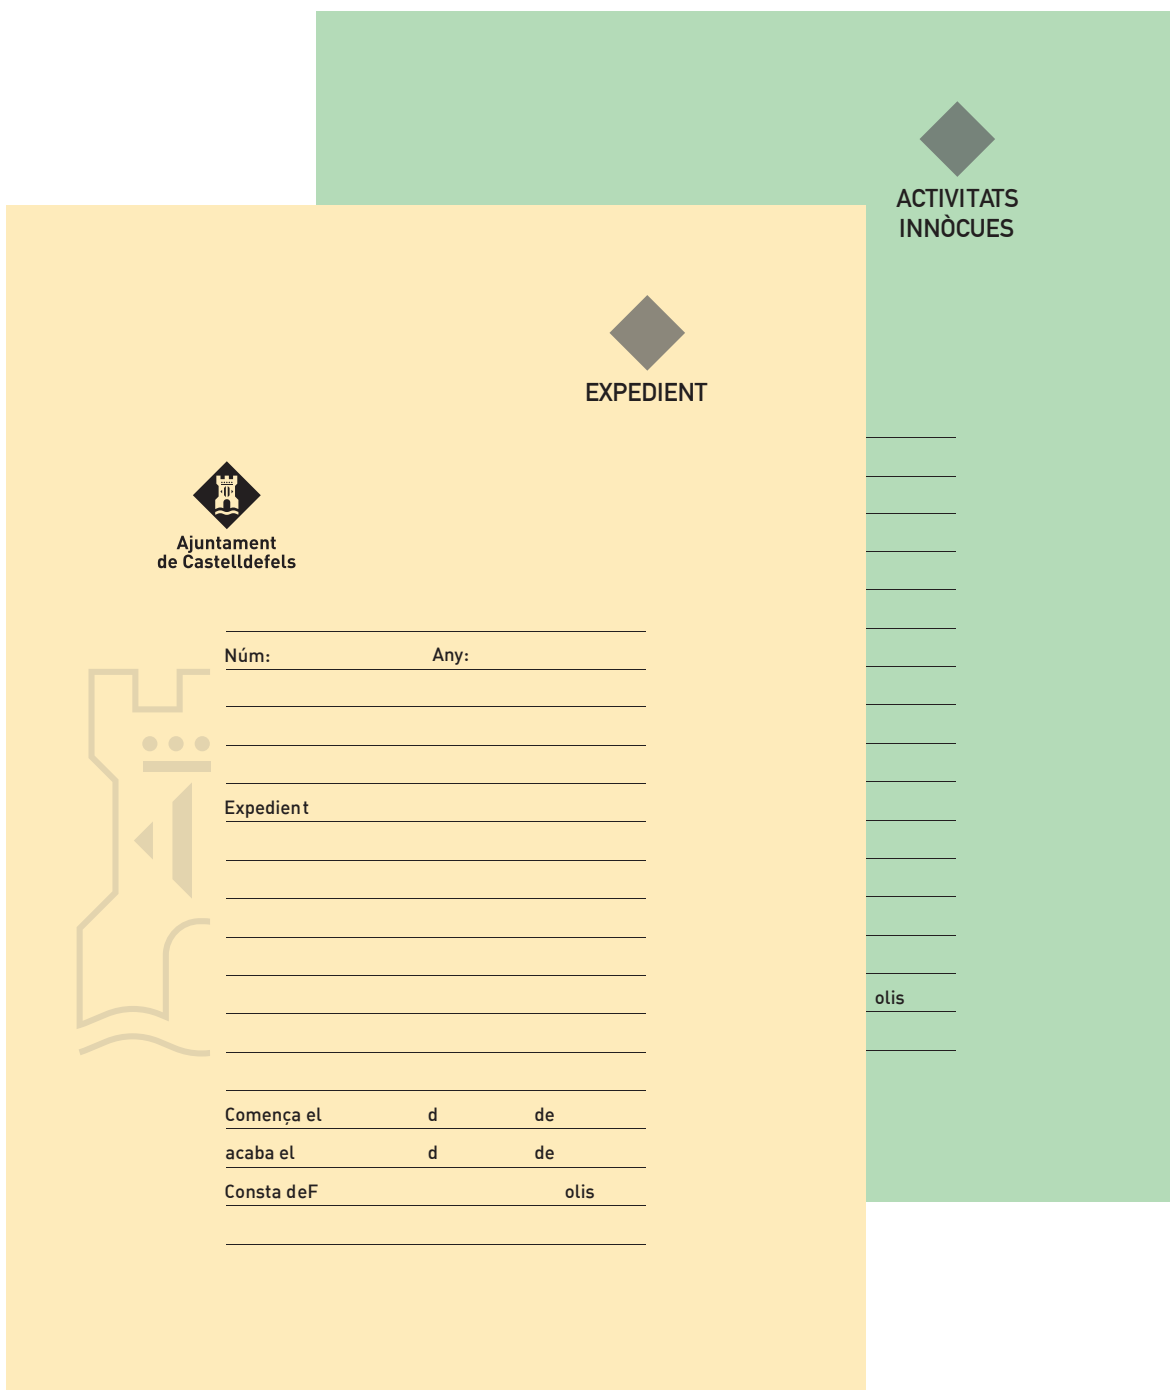 ACTIVITATS
INNÒCUES
EXPEDIENT
Ajuntament
de Castelldefels
Núm: Any:
Expedient
olis
Comença el d de
acaba el d de
Consta deF olis